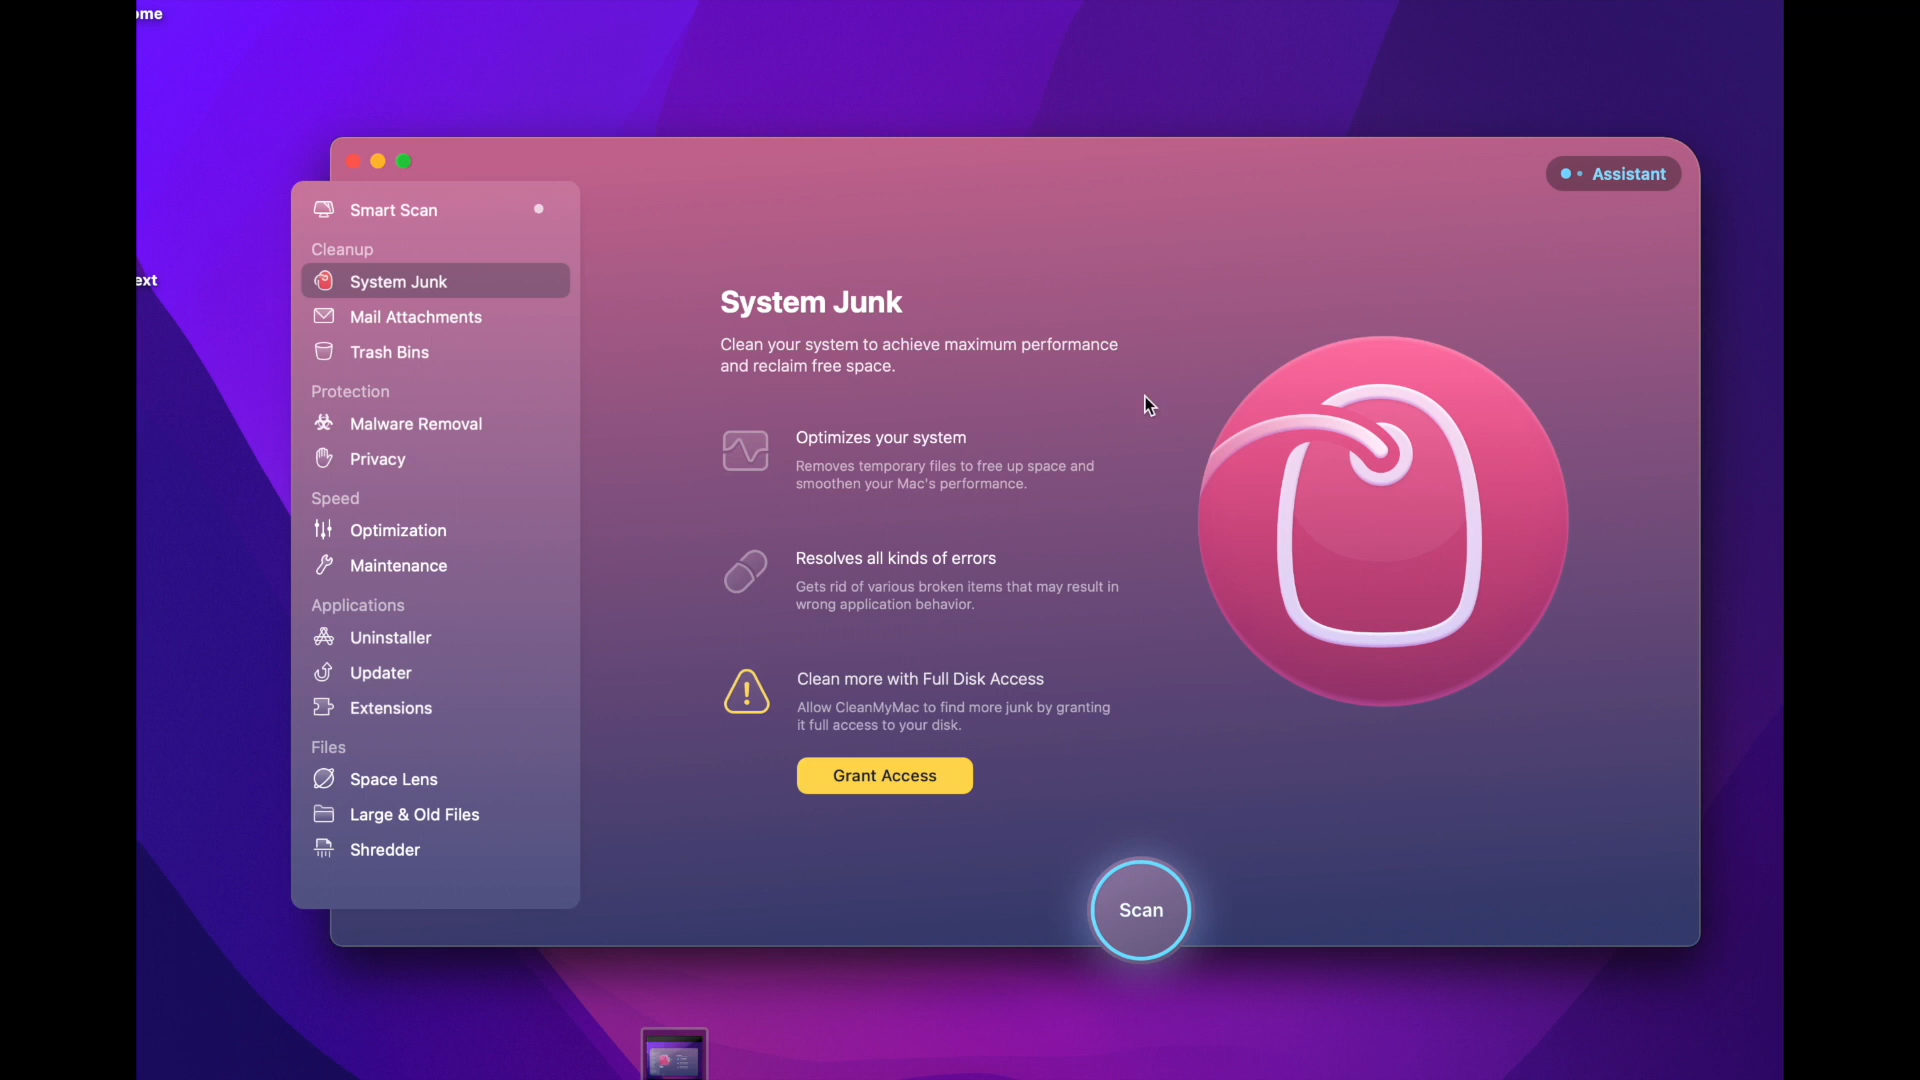 ome
ext
Assistant
Smart Scan
Cleanup
System Junk
Mail Attachments
Trash Bins
Protection
Malware Removal
Privacy
Speed
Optimization
Maintenance
Applications
Uninstaller
Updater
Extensions
Files
Space Lens
Large & Old Files
Shredder
System Junk
Clean your system to achieve maximum performance
and reclaim free space.
Optimizes your system
Removes temporary files to free up space and
smoothen your Mac's performance.
Resolves all kinds of errors
Gets rid of various broken items that may result in
wrong application behavior.
Clean more with Full Disk Access
Allow CleanMyMac to find more junk by granting
it full access to your disk.
Grant Access
Scan